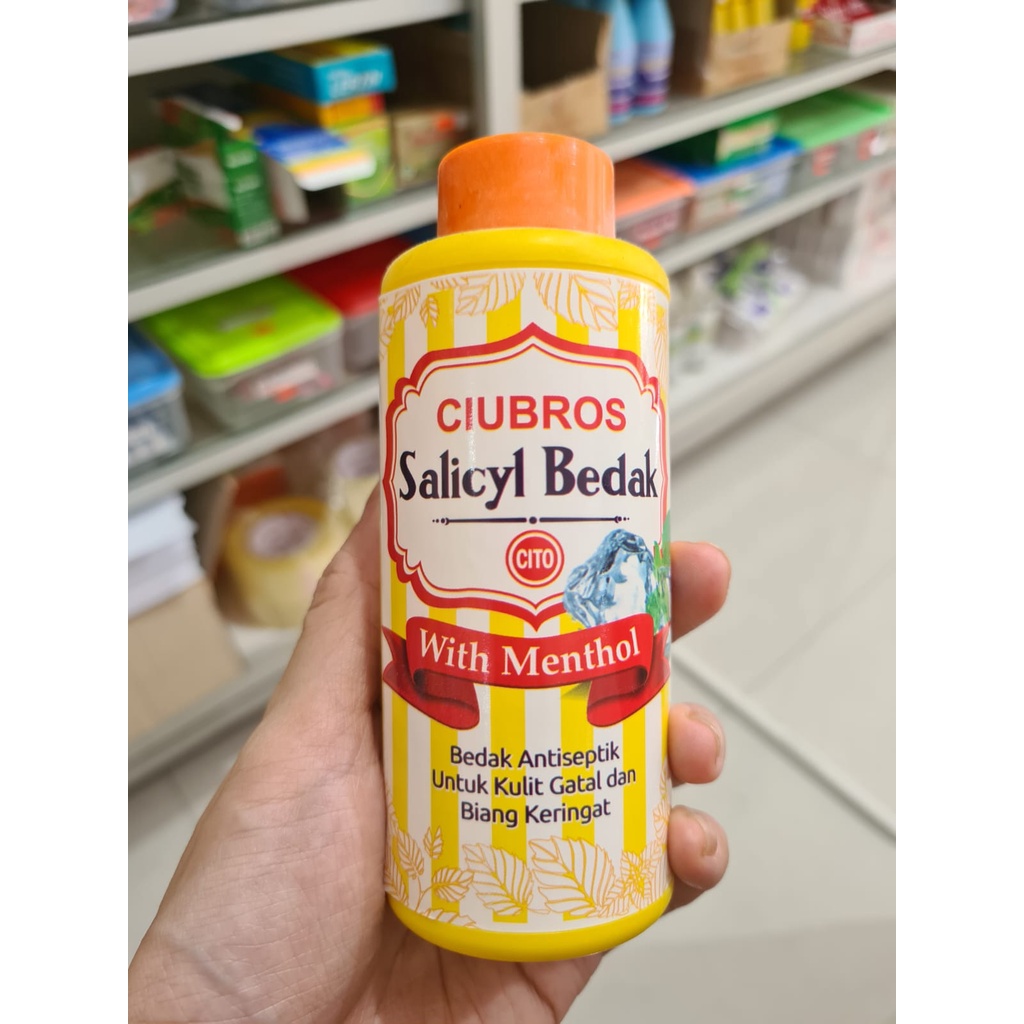 CIUBROS
Salicyl Bedak
CITO
With Menthol
Bedak Antiseptik
Untuk Kulit Gatal dan
Biang Keringat